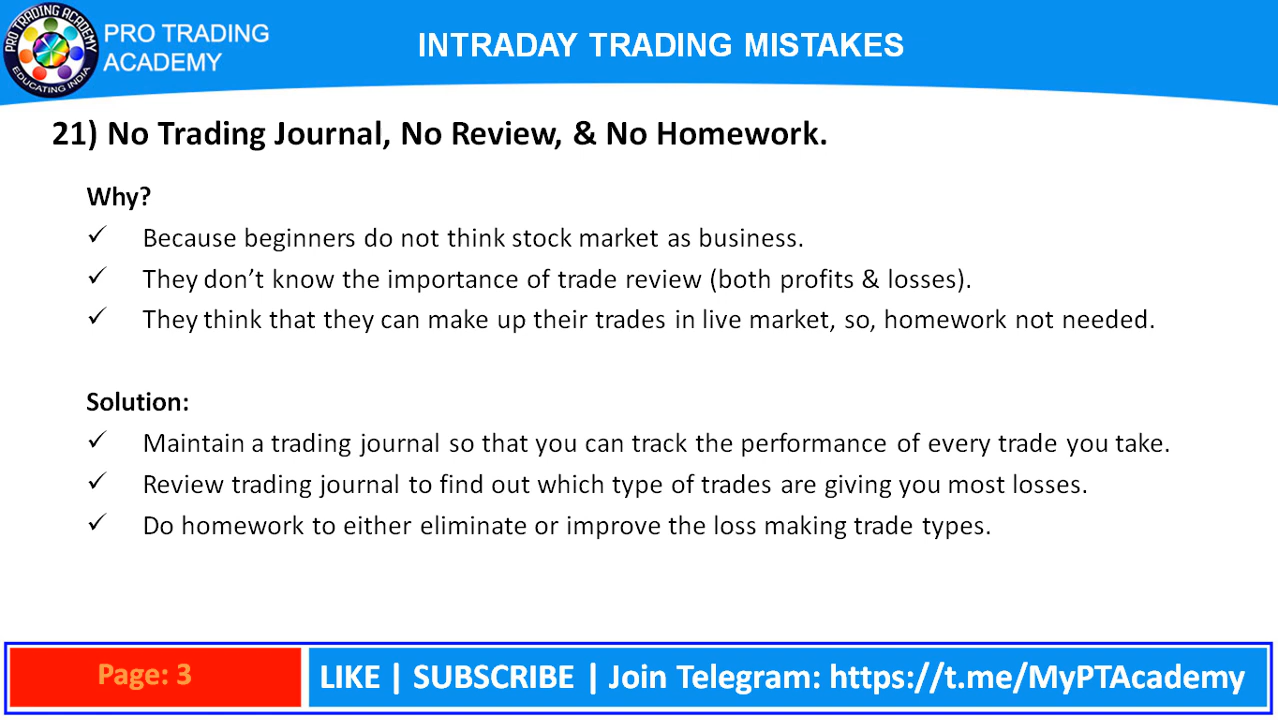 PRO TRADING ACADEMY
EDUCATING INDIA
PRO TRADING
ACADEMY
INTRADAY TRADING MISTAKES
21) No Trading Journal, No Review, & No Homework.
Why?
✓ Because beginners do not think stock market as business.
✓ They don’t know the importance of trade review (both profits & losses).
✓ They think that they can make up their trades in live market, so, homework not needed.
Solution:
✓ Maintain a trading journal so that you can track the performance of every trade you take.
✓ Review trading journal to find out which type of trades are giving you most losses.
✓ Do homework to either eliminate or improve the loss making trade types.
Page: 3
LIKE | SUBSCRIBE | Join Telegram: https://t.me/MyPTAcademy